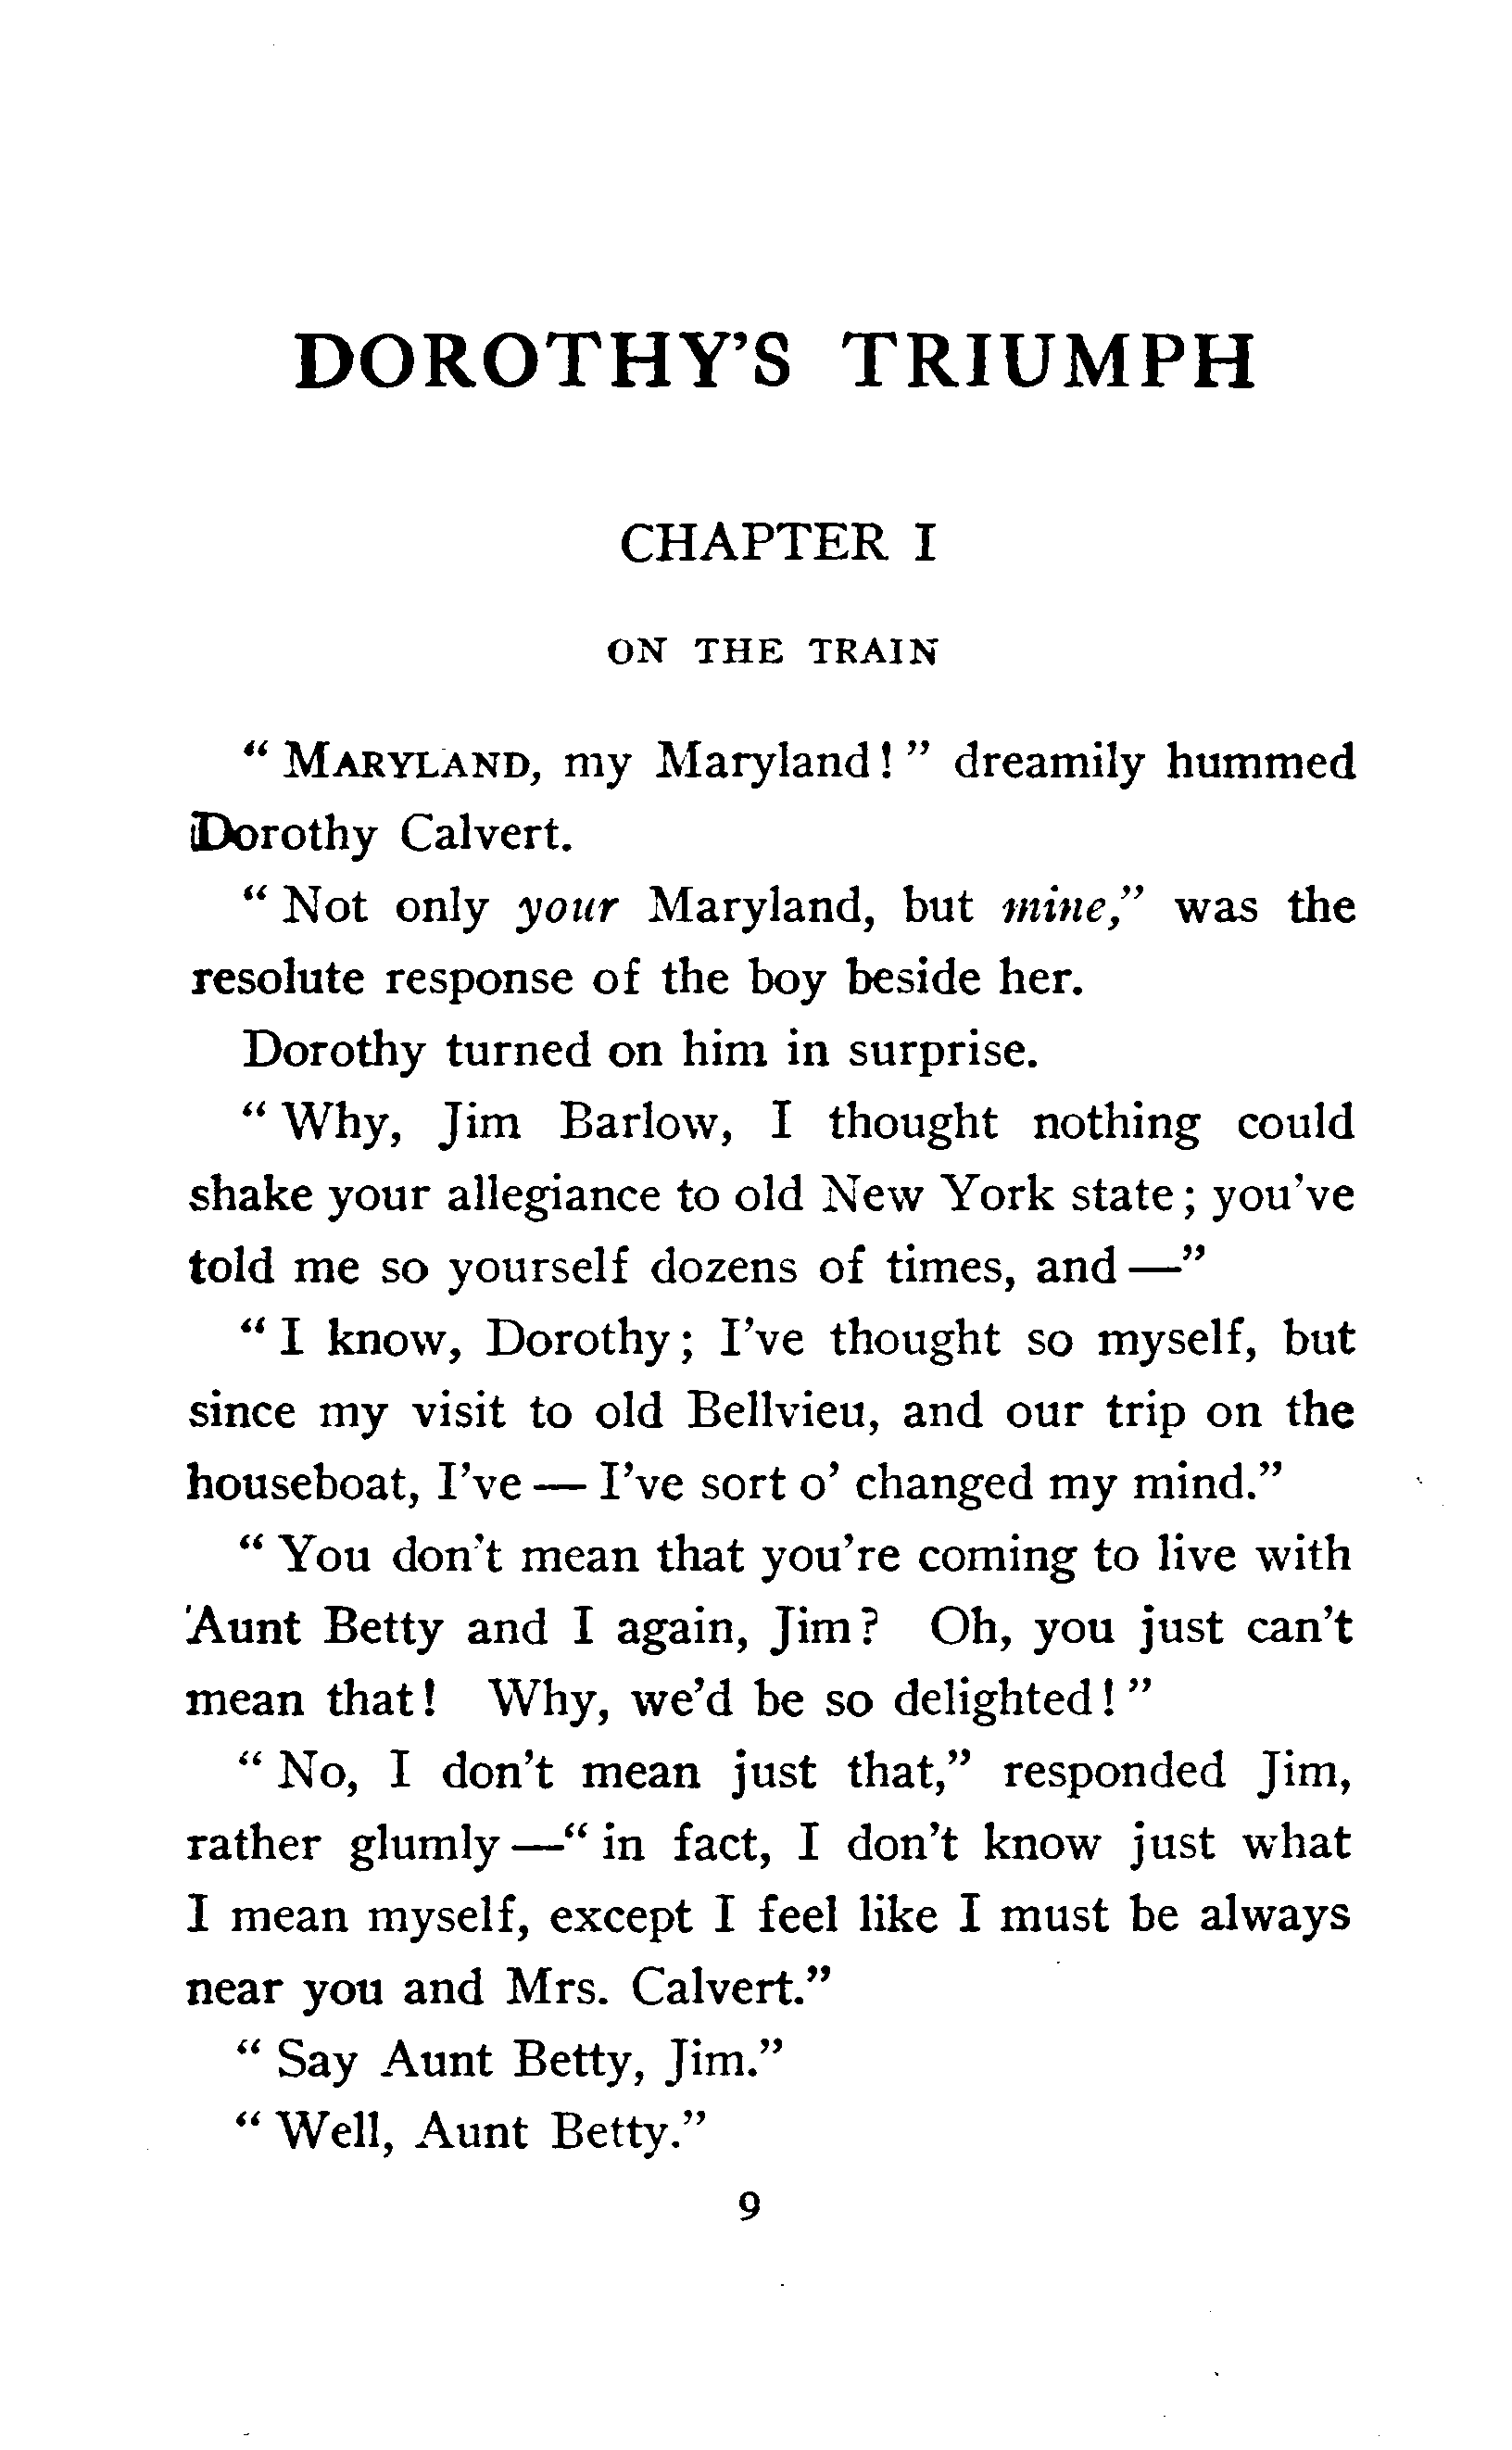 DOROTHY'S TRIUMPH
CHAPTER I
ON THE TRAIN
" MARYLAND, my Maryland! " dreamily hummed
Dorothy Calvert.
" Not only your Maryland, but mine," was the
resolute response of the boy beside her.
Dorothy turned on him in surprise.
" Why, Jim Barlow, I thought nothing could
shake your allegiance to old New York state; you've
told me so yourself dozens of times, and —"
" I know, Dorothy; I've thought so myself, but
since my visit to old Bellvieu, and our trip on the
houseboat, I've — I've sort o' changed my mind."
" You don't mean that you're coming to live with
Aunt Betty and I again, Jim? Oh, you just can't
mean that! Why, we'd be so delighted! "
" No, I don't mean just that," responded Jim,
rather glumly —" in fact, I don't know just what
I mean myself, except I feel like I must be always
near you and Mrs. Calvert."
" Say Aunt Betty, Jim."
" Well, Aunt Betty."
9